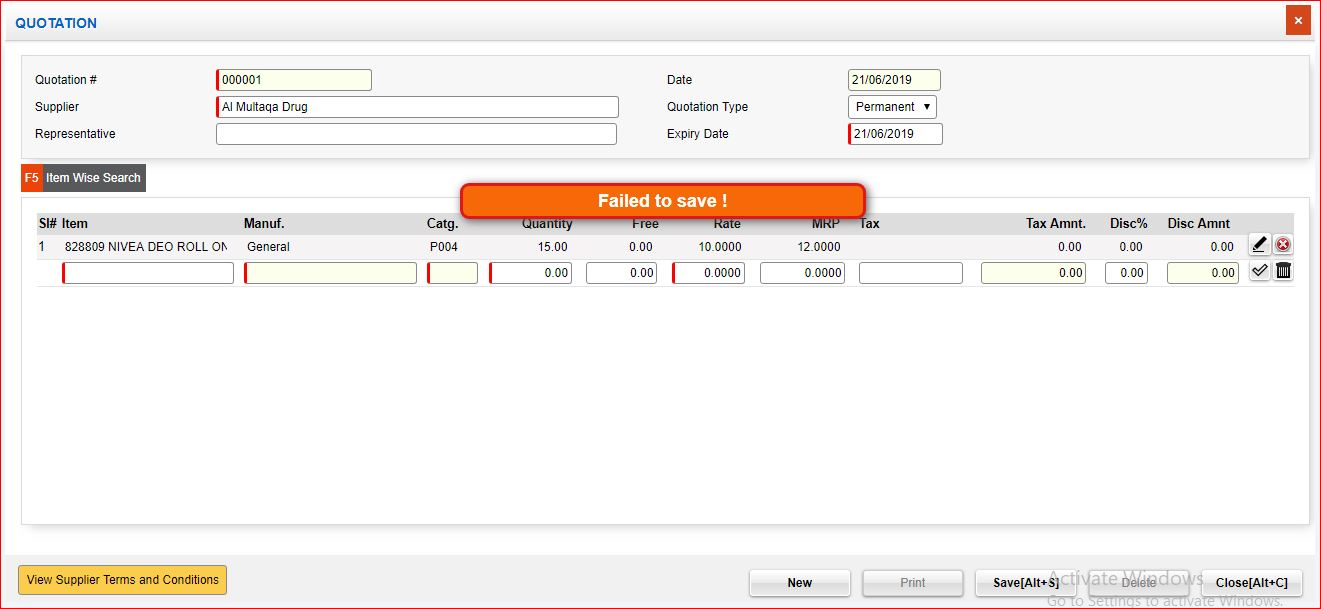 QUOTATION
×
Quotation # 000001 Date 21/06/2019
Supplier Al Multaqa Drug Quotation Type Permanent
Representative Expiry Date 21/06/2019
F5 Item Wise Search
Failed to save !
Sl# Item Manuf. Catg. Quantity Free Rate MRP Tax Tax Amnt. Disc% Disc Amnt
1 828809 NIVEA DEO ROLL ON General P004 15.00 0.00 10.0000 12.0000 0.00 0.00 0.00
0.00 0.00 0.0000 0.0000 0.00 0.00 0.00
View Supplier Terms and Conditions
New Print Save[Alt+S] Delete Close[Alt+C]
Activate Windows
Go to Settings to activate Windows.